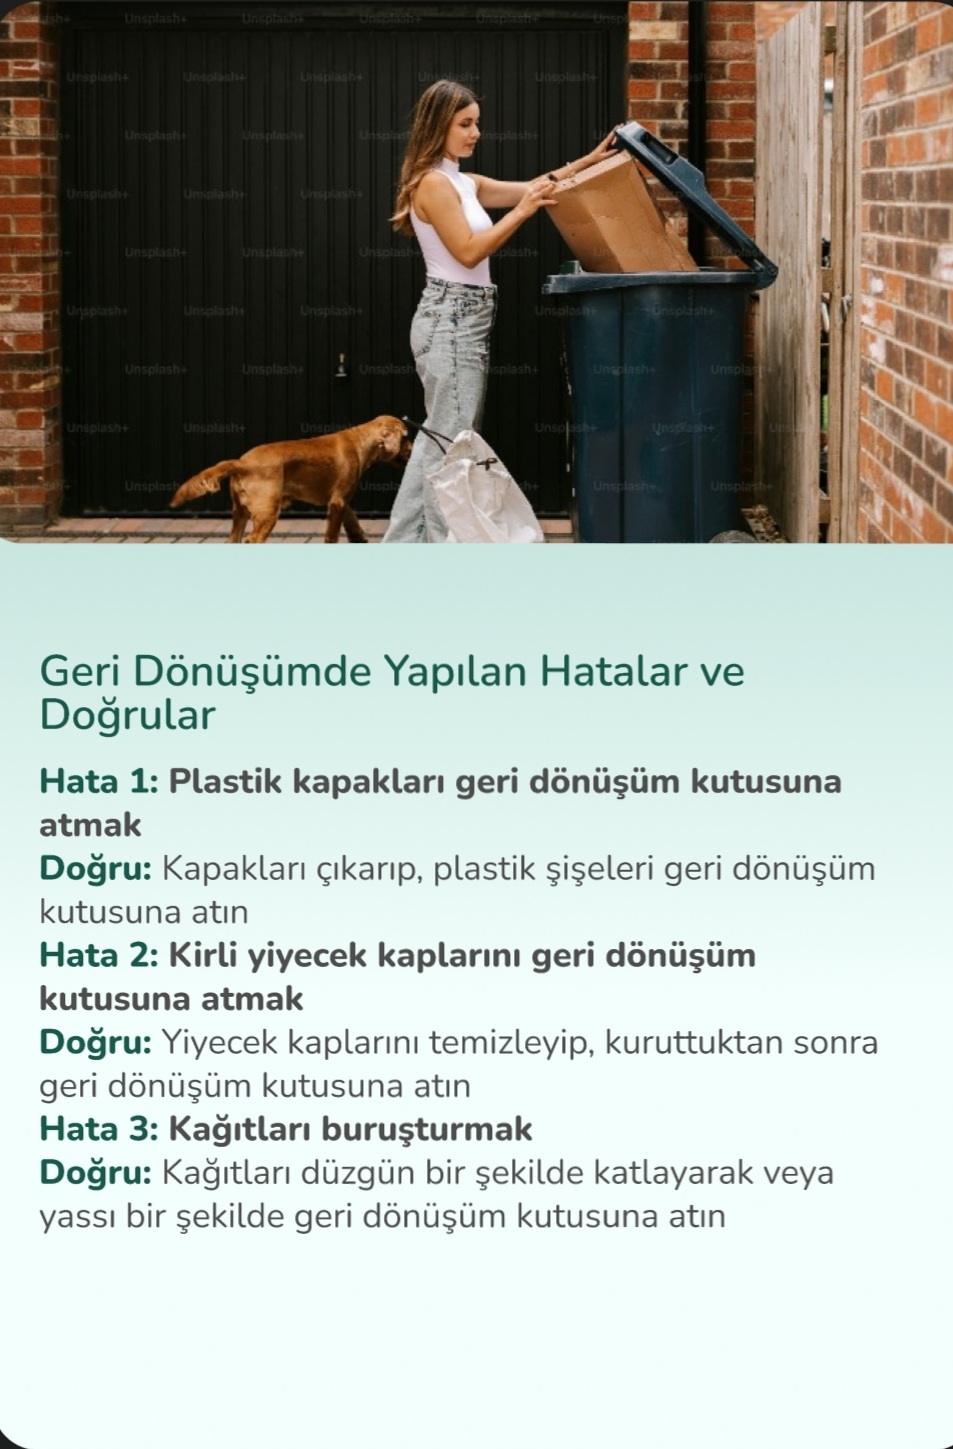 Unsplash+
Geri Dönüşümde Yapılan Hatalar ve
Doğrular
Hata 1: Plastik kapakları geri dönüşüm kutusuna
atmak
Doğru: Kapakları çıkarıp, plastik şişeleri geri dönüşüm
kutusuna atın
Hata 2: Kirli yiyecek kaplarını geri dönüşüm
kutusuna atmak
Doğru: Yiyecek kaplarını temizleyip, kuruttuktan sonra
geri dönüşüm kutusuna atın
Hata 3: Kağıtları buruşturmak
Doğru: Kağıtları düzgün bir şekilde katlayarak veya
yassı bir şekilde geri dönüşüm kutusuna atın